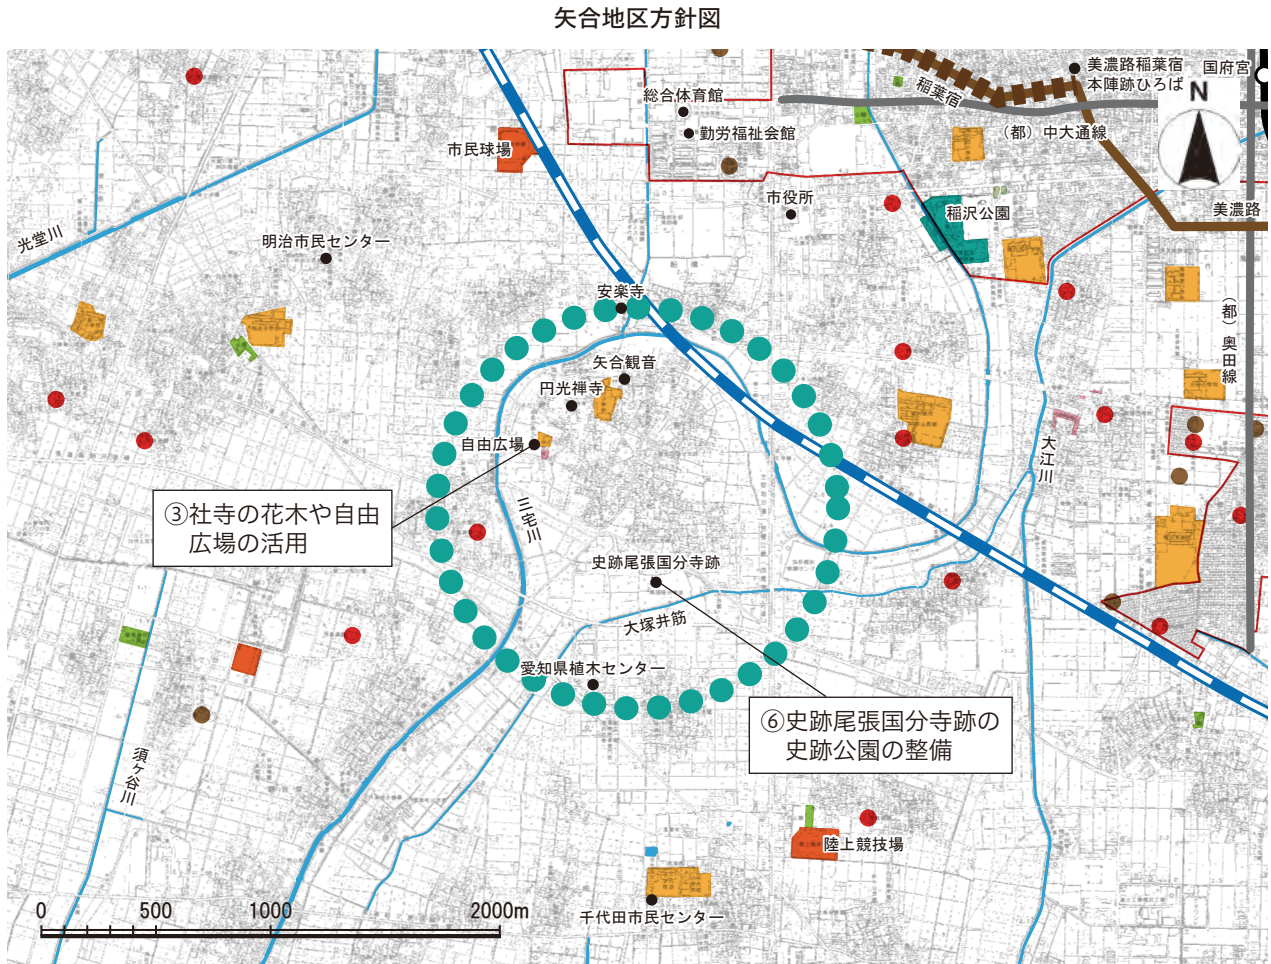 矢合地区方針図
美濃路稲葉宿
本陣跡ひろば
国府宮
N
稲葉宿
（都）中大通線
総合体育館
勤労福祉会館
市民球場
市役所
稲沢公園
美濃路
光堂川
明治市民センター
安楽寺
（都）奥田線
矢合観音
円光禅寺
自由広場
大江川
③社寺の花木や自由
広場の活用
三宅川
史跡尾張国分寺跡
大塚井筋
愛知県植木センター
⑥史跡尾張国分寺跡の
史跡公園の整備
須ヶ谷川
陸上競技場
千代田市民センター
0 500 1000 2000m